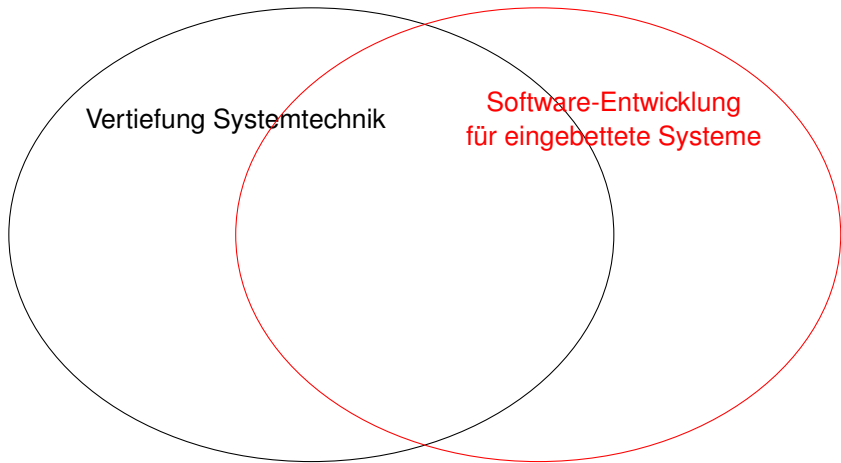 Vertiefung Systemtechnik
Software-Entwicklung
für eingebettete Systeme